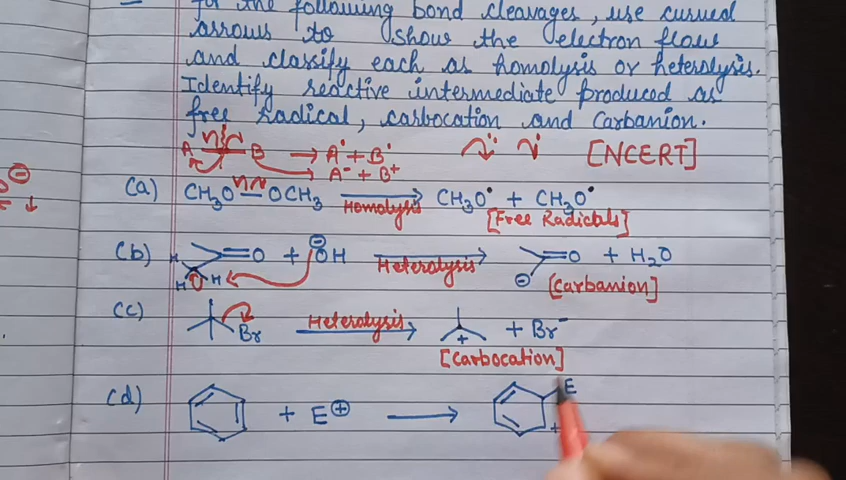 for the following bond cleavages, use curved
arrows to show the electron flow
and classify each as homolysis or heterolysis.
Identify reactive intermediate produced as
free radical, carbocation and Carbanion.
A — B → A• + B• [NCERT]
→ A⁻ + B⁺
(a) CH₃O — OCH₃ Homolysis CH₃O• + CH₃O•
[Free Radicals]
(b) H H H =O + ⊖OH Heterolysis ⊖ =O + H₂O
[Carbanion]
(c) Br Heterolysis + + Br⁻
[Carbocation]
(d) + E⊕ → E +